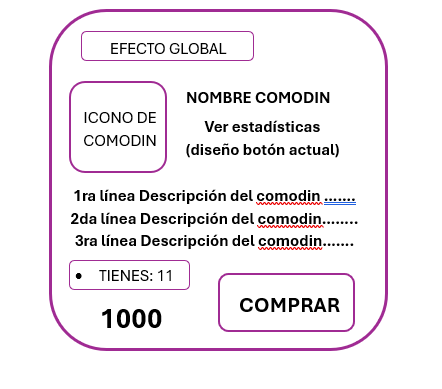 EFECTO GLOBAL
ICONO DE
COMODIN
NOMBRE COMODIN
Ver estadísticas
(diseño botón actual)
1ra línea Descripción del comodin .......
2da línea Descripción del comodin........
3ra línea Descripción del comodin.......
• TIENES: 11
1000
COMPRAR